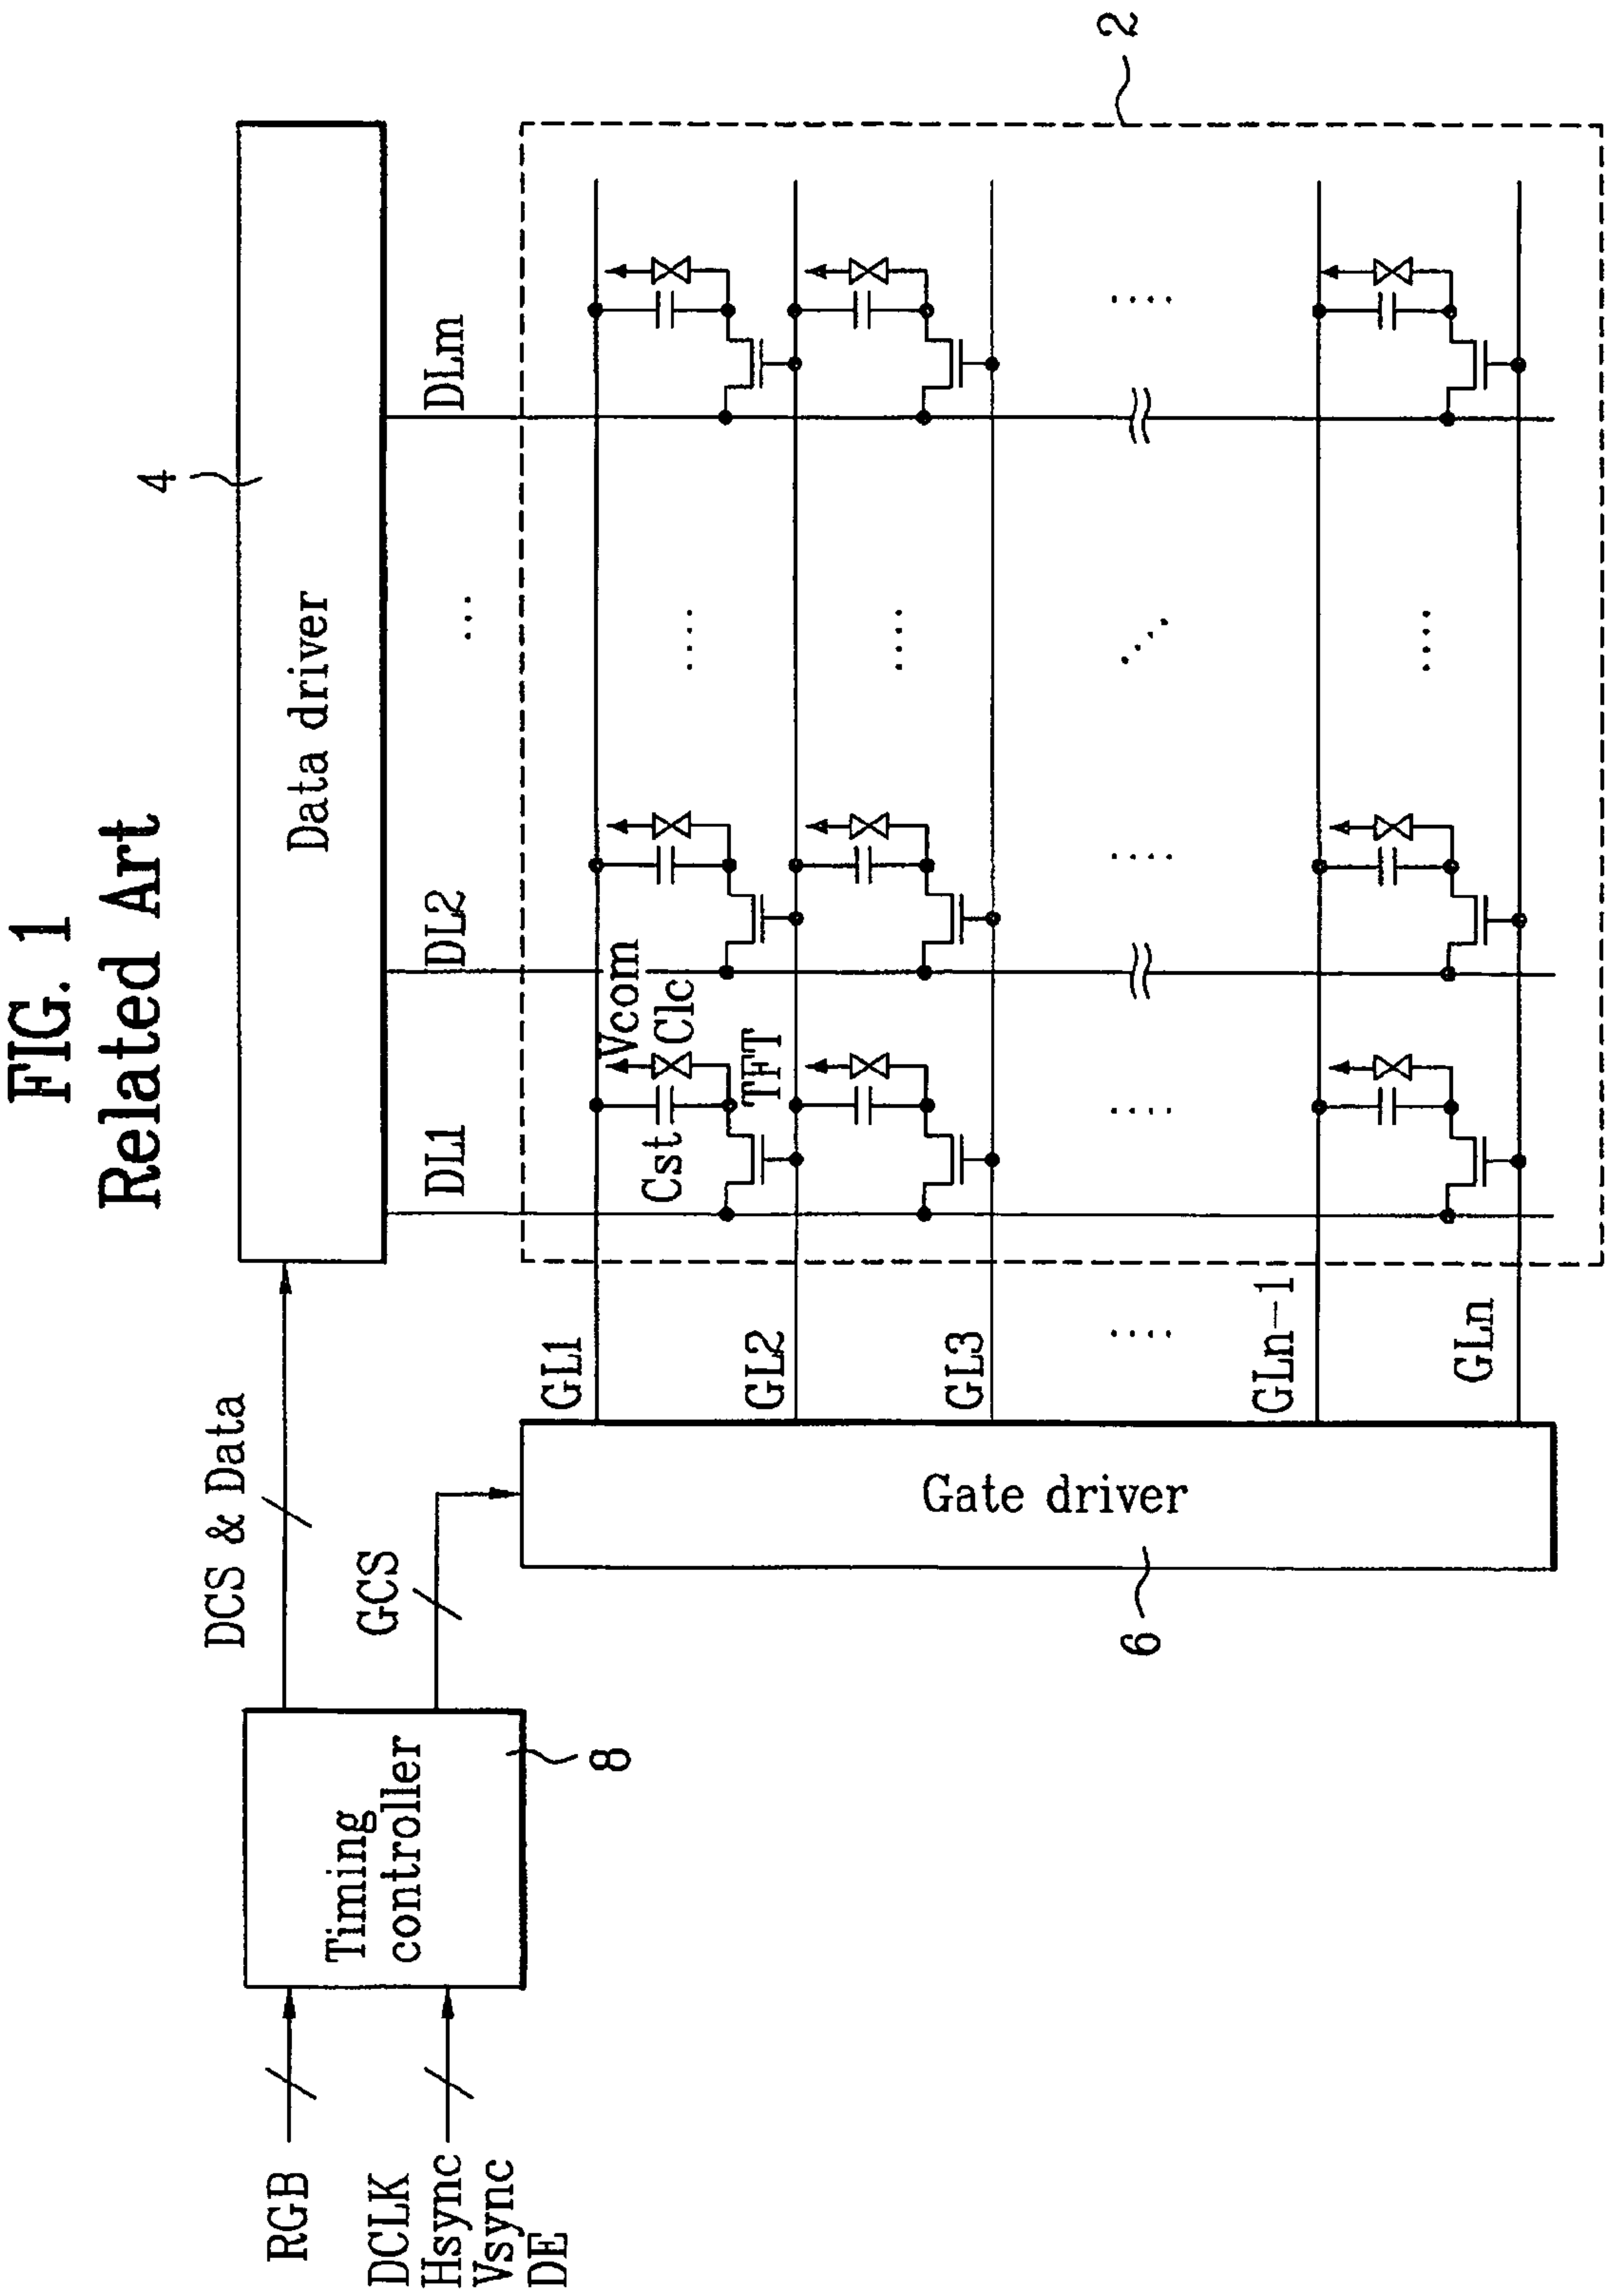 FIG. 1
Related Art
4
Data driver
DCS & Data
GCS
Timing
controller
8
RGB
DCLK
Hsync
Vsync
DE
DL1
DL2
...
DLm
2
GL1
GL2
GL3
....
GLn-1
GLn
Vcom
Clc
Cst
TFT
Gate driver
6